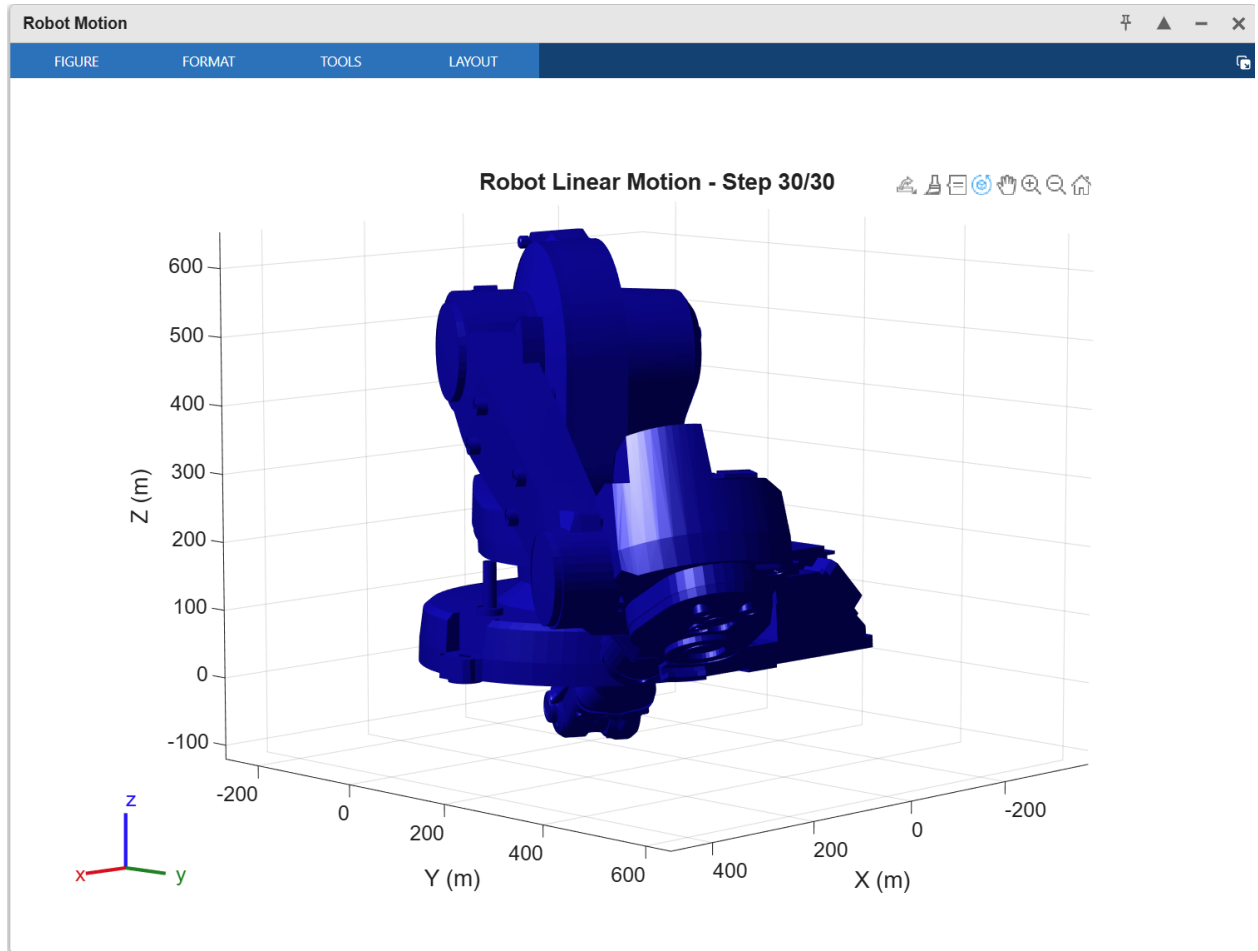 Robot Motion
FIGURE FORMAT TOOLS LAYOUT
Robot Linear Motion - Step 30/30
600
500
400
300
200
100
0
-100
Z (m)
-200
0
200
400
600
Y (m)
400
200
0
-200
X (m)
z
x
y